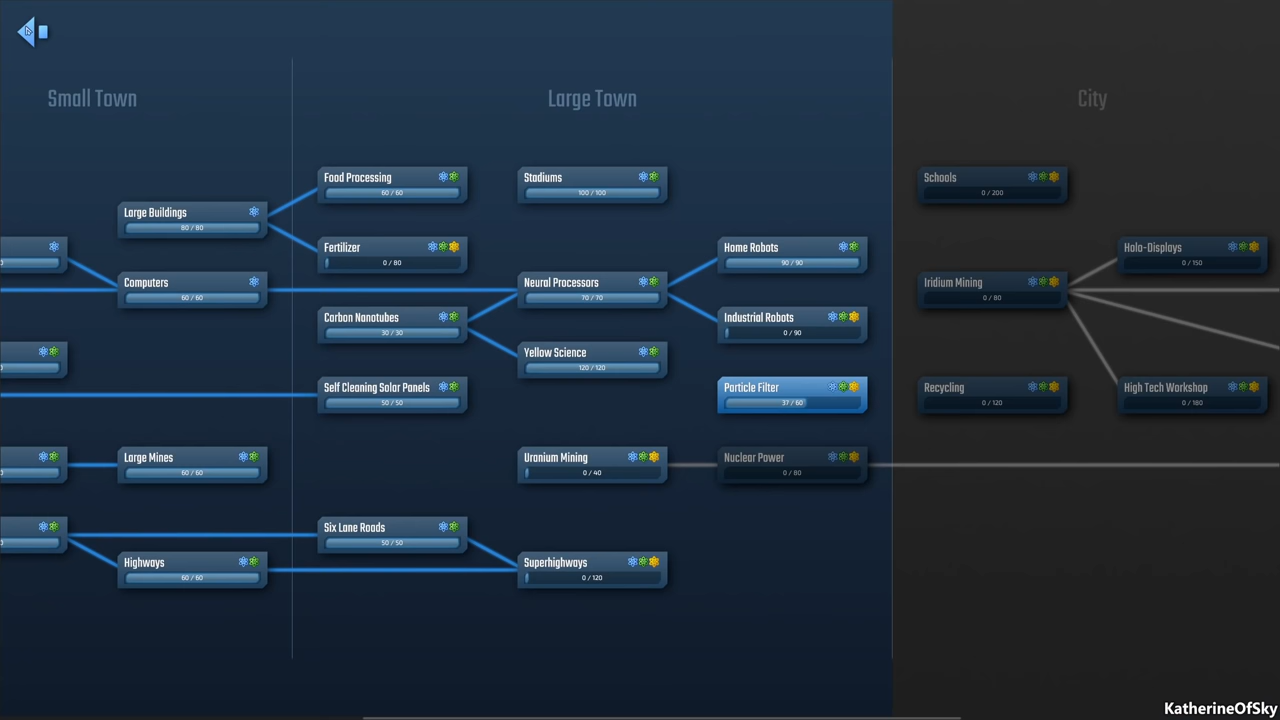 Small Town
Large Town
City
Food Processing
60 / 60
Stadiums
100 / 100
Schools
0 / 200
Large Buildings
80 / 80
Fertilizer
0 / 80
Home Robots
90 / 90
Halo-Displays
0 / 150
Computers
60 / 60
Neural Processors
70 / 70
Iridium Mining
0 / 80
Carbon Nanotubes
30 / 30
Industrial Robots
0 / 90
Yellow Science
120 / 120
Self Cleaning Solar Panels
50 / 50
Particle Filter
37 / 60
Recycling
0 / 120
High Tech Workshop
0 / 180
Large Mines
60 / 60
Uranium Mining
0 / 40
Nuclear Power
0 / 80
Six Lane Roads
50 / 50
Highways
60 / 60
Superhighways
0 / 120
KatherineOfSky